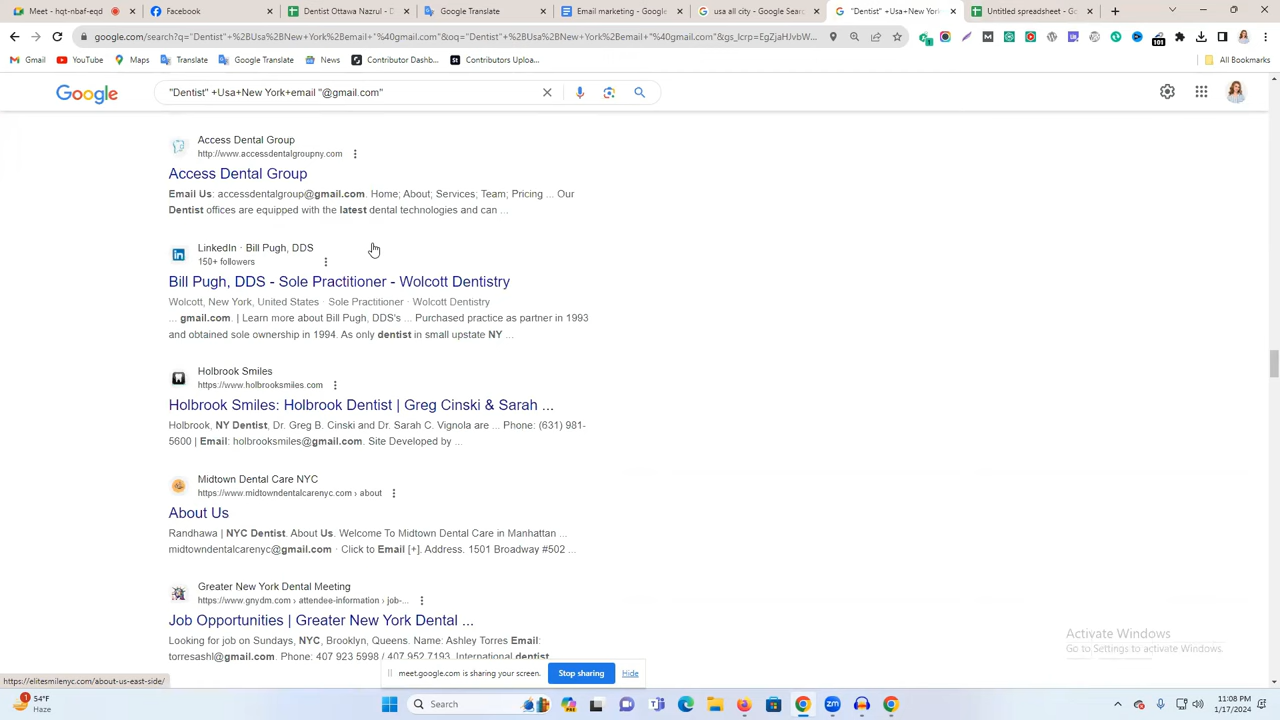 Meet - hqt-nbaf-eqd
Facebook
Dentist Ottawa Nazrul - D
Google Translate
Email marketing - Google
usa all city - Google Sear
"Dentist" +Usa+New York
Untitled spreadsheet - Go
google.com/search?q="Dentist"+%2BUsa%2BNew+York%2Bemail+"%40gmail.com"&oq="Dentist"+%2BUsa%2BNew+York%2Bemail+"%40gmail.com"&gs_lcrp=EgZjaHJvbW...
Gmail
YouTube
Maps
Translate
Google Translate
News
Contributor Dashb...
Contributors Uploa...
All Bookmarks
Google
"Dentist" +Usa+New York+email "@gmail.com"
Access Dental Group
http://www.accessdentalgroupny.com
Access Dental Group
Email Us: accessdentalgroup@gmail.com. Home; About; Services; Team; Pricing ... Our
Dentist offices are equipped with the latest dental technologies and can ...
LinkedIn · Bill Pugh, DDS
150+ followers
Bill Pugh, DDS - Sole Practitioner - Wolcott Dentistry
Wolcott, New York, United States · Sole Practitioner · Wolcott Dentistry
... gmail.com. | Learn more about Bill Pugh, DDS's ... Purchased practice as partner in 1993
and obtained sole ownership in 1994. As only dentist in small upstate NY ...
Holbrook Smiles
https://www.holbrooksmiles.com
Holbrook Smiles: Holbrook Dentist | Greg Cinski & Sarah ...
Holbrook, NY Dentist, Dr. Greg B. Cinski and Dr. Sarah C. Vignola are ... Phone: (631) 981-
5600 | Email: holbrooksmiles@gmail.com. Site Developed by ...
Midtown Dental Care NYC
https://www.midtowndentalcarenyc.com › about
About Us
Randhawa | NYC Dentist. About Us. Welcome To Midtown Dental Care in Manhattan ...
midtowndentalcarenyc@gmail.com · Click to Email [+]. Address. 1501 Broadway #502 ...
Greater New York Dental Meeting
https://www.gnydm.com › attendee-information › job-...
Job Opportunities | Greater New York Dental ...
Looking for job on Sundays, NYC, Brooklyn, Queens. Name: Ashley Torres Email:
torresashl@gmail.com. Phone: 407 923 5998 / 407 952 7193. International dentist
Activate Windows
Go to Settings to activate Windows.
meet.google.com is sharing your screen.
Stop sharing
Hide
https://elitesmilenyc.com/about-us-east-side/
54°F
Haze
Search
11:08 PM
1/17/2024